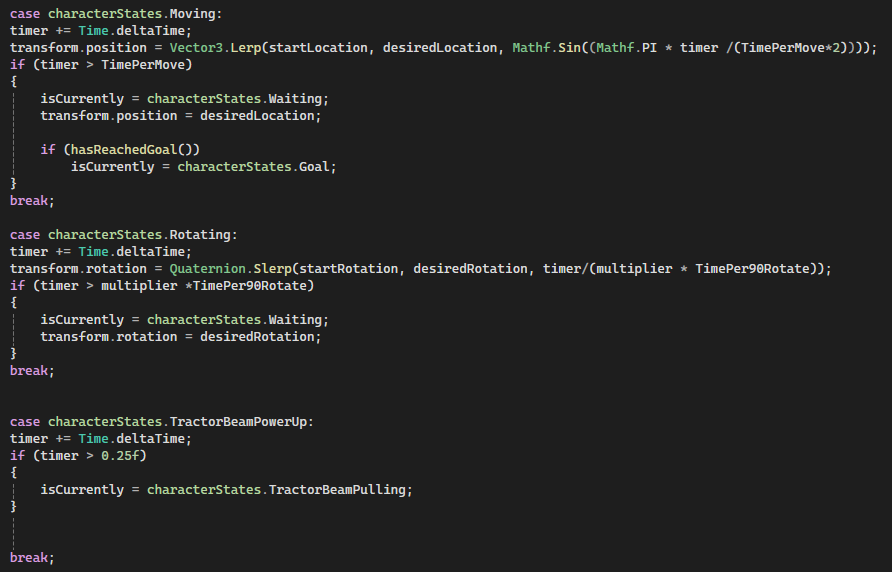 case characterStates.Moving:
timer += Time.deltaTime;
transform.position = Vector3.Lerp(startLocation, desiredLocation, Mathf.Sin((Mathf.PI * timer /(TimePerMove*2))));
if (timer > TimePerMove)
{
isCurrently = characterStates.Waiting;
transform.position = desiredLocation;
if (hasReachedGoal())
isCurrently = characterStates.Goal;
}
break;
case characterStates.Rotating:
timer += Time.deltaTime;
transform.rotation = Quaternion.Slerp(startRotation, desiredRotation, timer/(multiplier * TimePer90Rotate));
if (timer > multiplier *TimePer90Rotate)
{
isCurrently = characterStates.Waiting;
transform.rotation = desiredRotation;
}
break;
case characterStates.TractorBeamPowerUp:
timer += Time.deltaTime;
if (timer > 0.25f)
{
isCurrently = characterStates.TractorBeamPulling;
}
break;